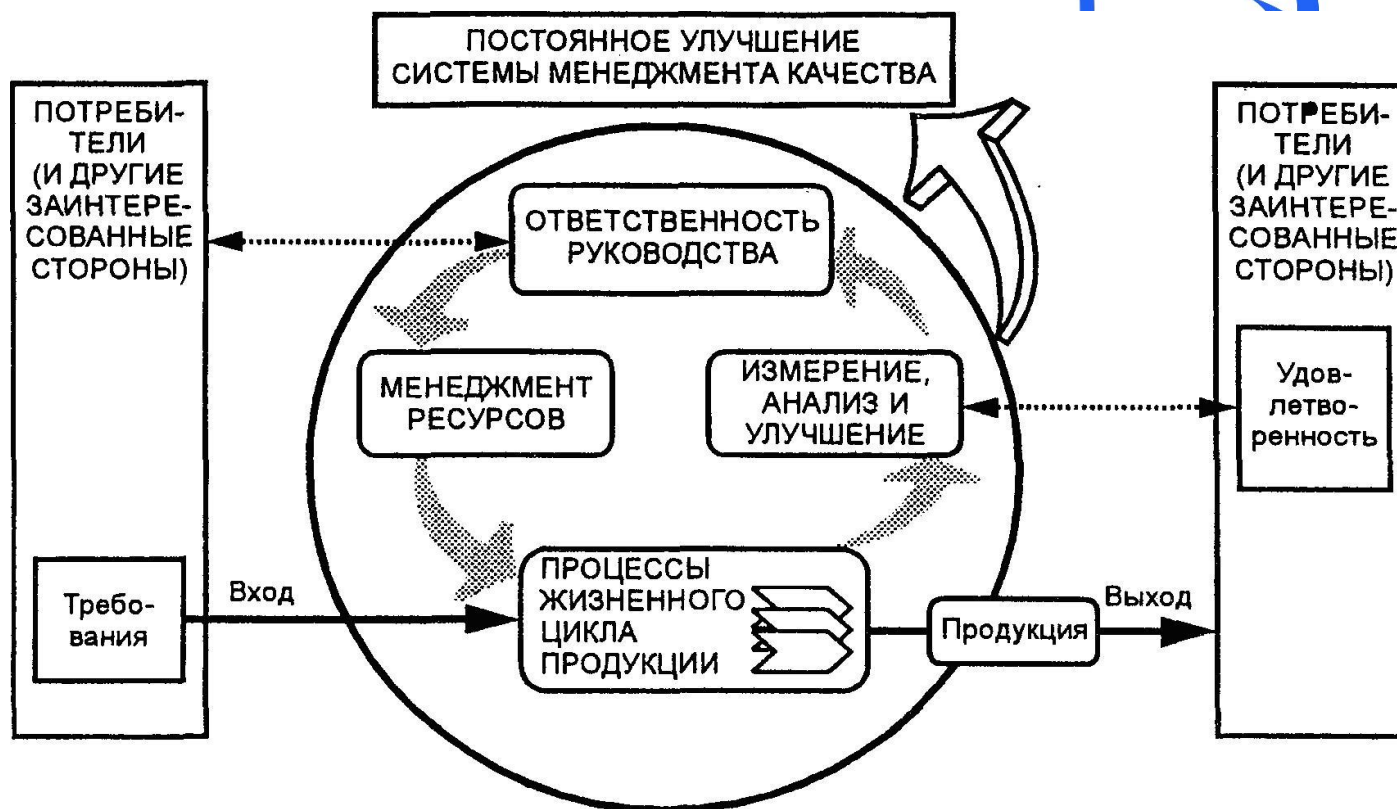 ПОСТОЯННОЕ УЛУЧШЕНИЕ
СИСТЕМЫ МЕНЕДЖМЕНТА КАЧЕСТВА
ПОТРЕБИ-
ТЕЛИ
(И ДРУГИЕ
ЗАИНТЕРЕ-
СОВАННЫЕ
СТОРОНЫ)
Требо-
вания
Вход
ОТВЕТСТВЕННОСТЬ
РУКОВОДСТВА
МЕНЕДЖМЕНТ
РЕСУРСОВ
ИЗМЕРЕНИЕ,
АНАЛИЗ И
УЛУЧШЕНИЕ
ПРОЦЕССЫ
ЖИЗНЕННОГО
ЦИКЛА
ПРОДУКЦИИ
Продукция
Выход
ПОТРЕБИ-
ТЕЛИ
(И ДРУГИЕ
ЗАИНТЕРЕ-
СОВАННЫЕ
СТОРОНЫ)
Удов-
летво-
ренность